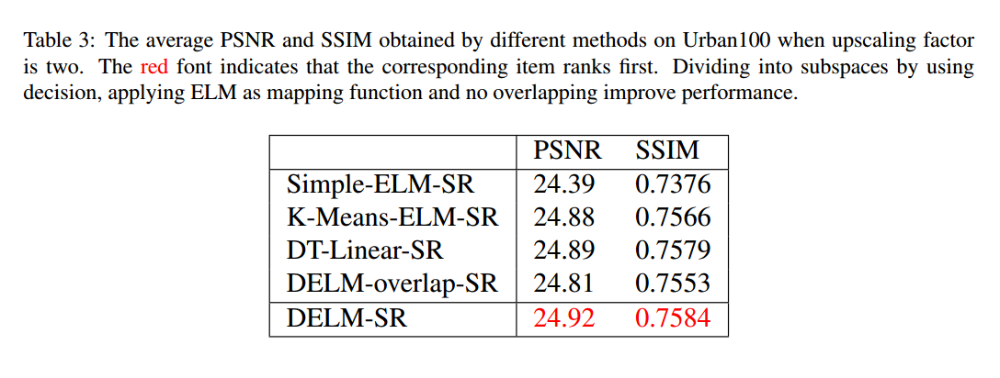 Table 3: The average PSNR and SSIM obtained by different methods on Urban100 when upscaling factor
is two. The red font indicates that the corresponding item ranks first. Dividing into subspaces by using
decision, applying ELM as mapping function and no overlapping improve performance.
PSNR SSIM
Simple-ELM-SR 24.39 0.7376
K-Means-ELM-SR 24.88 0.7566
DT-Linear-SR 24.89 0.7579
DELM-overlap-SR 24.81 0.7553
DELM-SR 24.92 0.7584